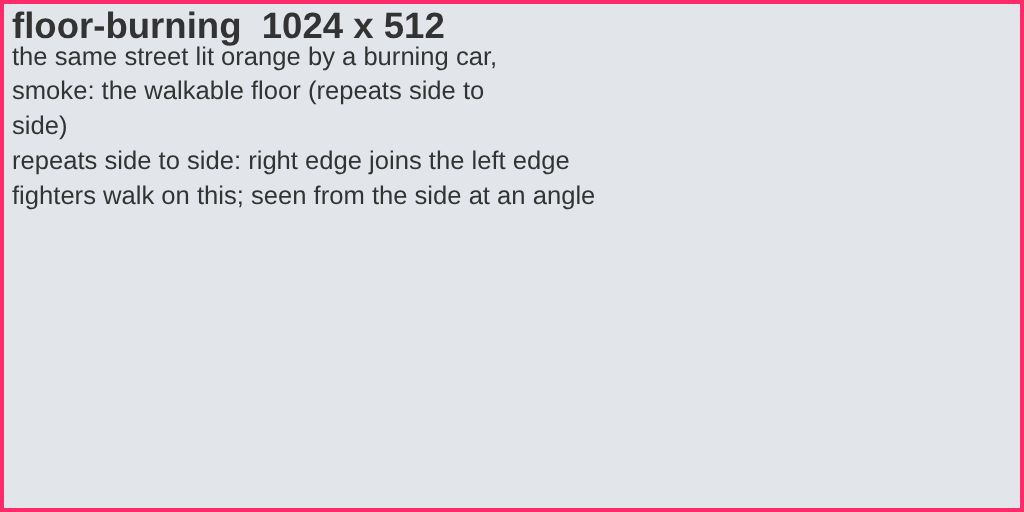 floor-burning 1024 x 512
the same street lit orange by a burning car,
smoke: the walkable floor (repeats side to
side)
repeats side to side: right edge joins the left edge
fighters walk on this; seen from the side at an angle